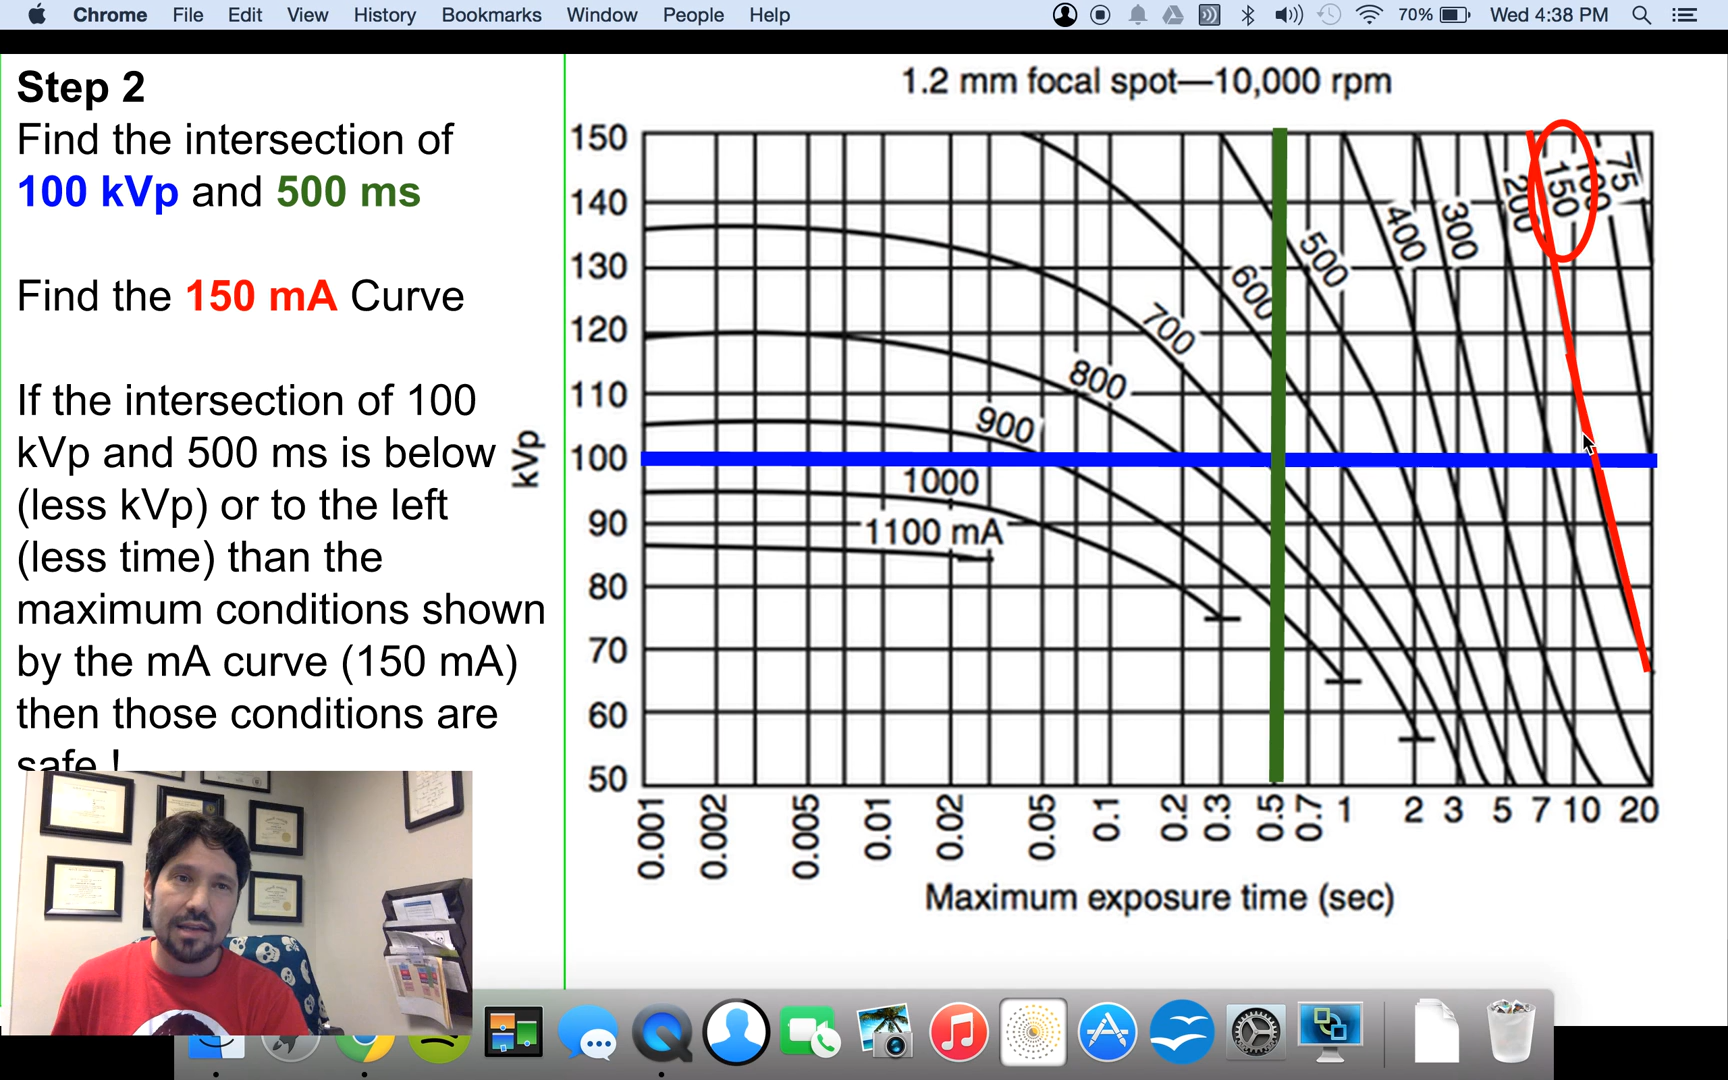 Chrome File Edit View History Bookmarks Window People Help 70% Wed 4:38 PM
Step 2
Find the intersection of
100 kVp and 500 ms
Find the 150 mA Curve
If the intersection of 100
kVp and 500 ms is below
(less kVp) or to the left
(less time) than the
maximum conditions shown
by the mA curve (150 mA)
then those conditions are
safe !
1.2 mm focal spot—10,000 rpm
kVp
150
140
130
120
110
100
90
80
70
60
50
1100 mA
1000
900
800
700
600
500
400
300
200
150
100
75
0.001 0.002 0.005 0.01 0.02 0.05 0.1 0.2 0.3 0.5 0.7 1 2 3 5 7 10 20
Maximum exposure time (sec)